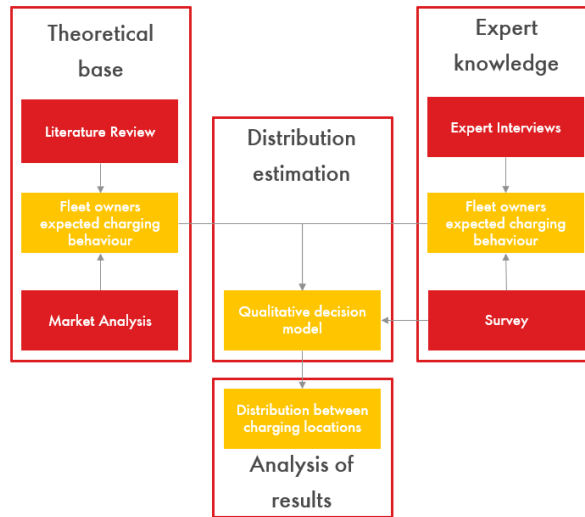 Theoretical
base
Literature Review
Fleet owners
expected charging
behaviour
Market Analysis
Distribution
estimation
Qualitative decision
model
Distribution between
charging locations
Analysis of
results
Expert
knowledge
Expert Interviews
Fleet owners
expected charging
behaviour
Survey